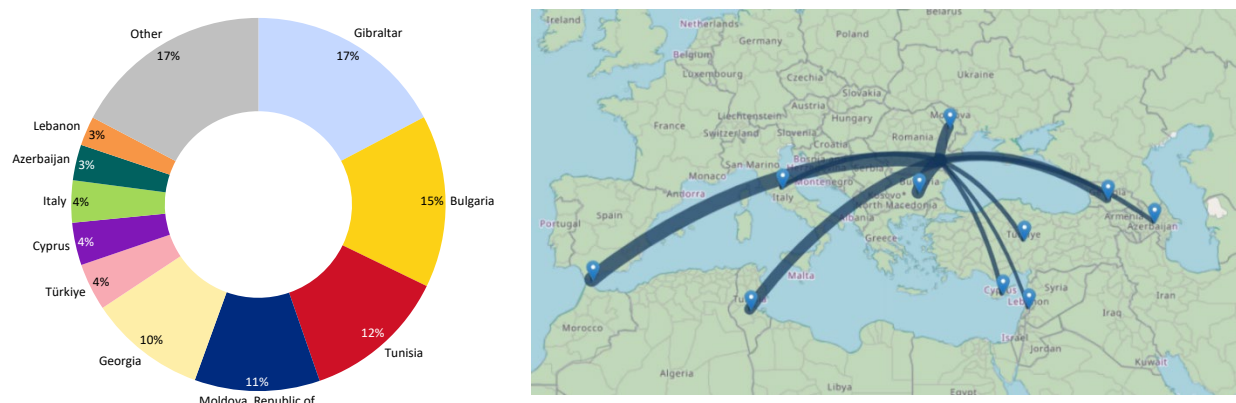 Gibraltar
17%
Bulgaria
15%
Tunisia
12%
Moldova, Republic of
11%
Georgia
10%
Türkiye
4%
Cyprus
4%
Italy
4%
Azerbaijan
3%
Lebanon
3%
Other
17%
Ireland
Netherlands
Belarus
Poland
Germany
Belgium
Luxembourg
Czechia
Ukraine
Slovakia
Austria
Liechtenstein
Hungary
France
Switzerland
Slovenia
Romania
Croatia
San Marino
Monaco
Montenegro
Andorra
Italy
Kosovo*
North Macedonia
Portugal
Spain
Albania
Armenia
Azerbaijan
Greece
Malta
Cyprus
Lebanon
Syria
Iran
Iraq
Morocco
Israel
Jordan
Kuwait
Algeria
Libya
Egypt